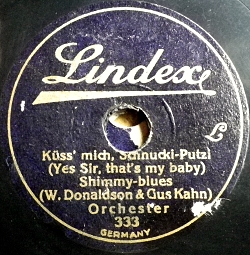 Lindex
L
Küss' mich, Schnucki-Putzi
(Yes Sir, that's my baby)
Shimmy-blues
(W. Donaldson & Gus Kahn)
Orchester
333
GERMANY